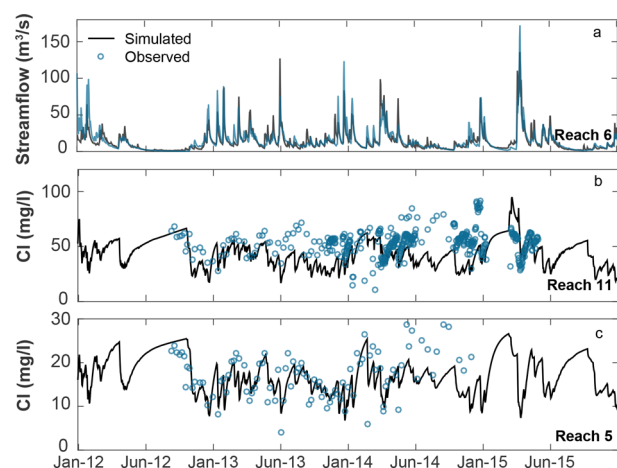 Streamflow (m³/s)
150
100
50
0
Simulated
Observed
a
Reach 6
Cl (mg/l)
100
50
0
b
Reach 11
Cl (mg/l)
30
20
10
0
c
Reach 5
Jan-12 Jun-12 Jan-13 Jun-13 Jan-14 Jun-14 Jan-15 Jun-15